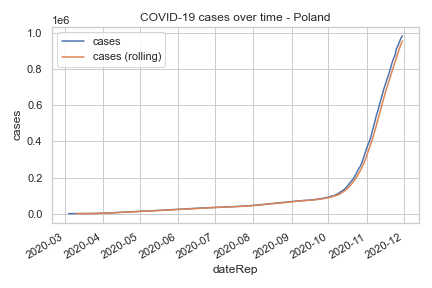 COVID-19 cases over time - Poland
1e6
cases
cases (rolling)
1.0
0.8
0.6
0.4
0.2
0.0
cases
2020-03
2020-04
2020-05
2020-06
2020-07
2020-08
2020-09
2020-10
2020-11
2020-12
dateRep